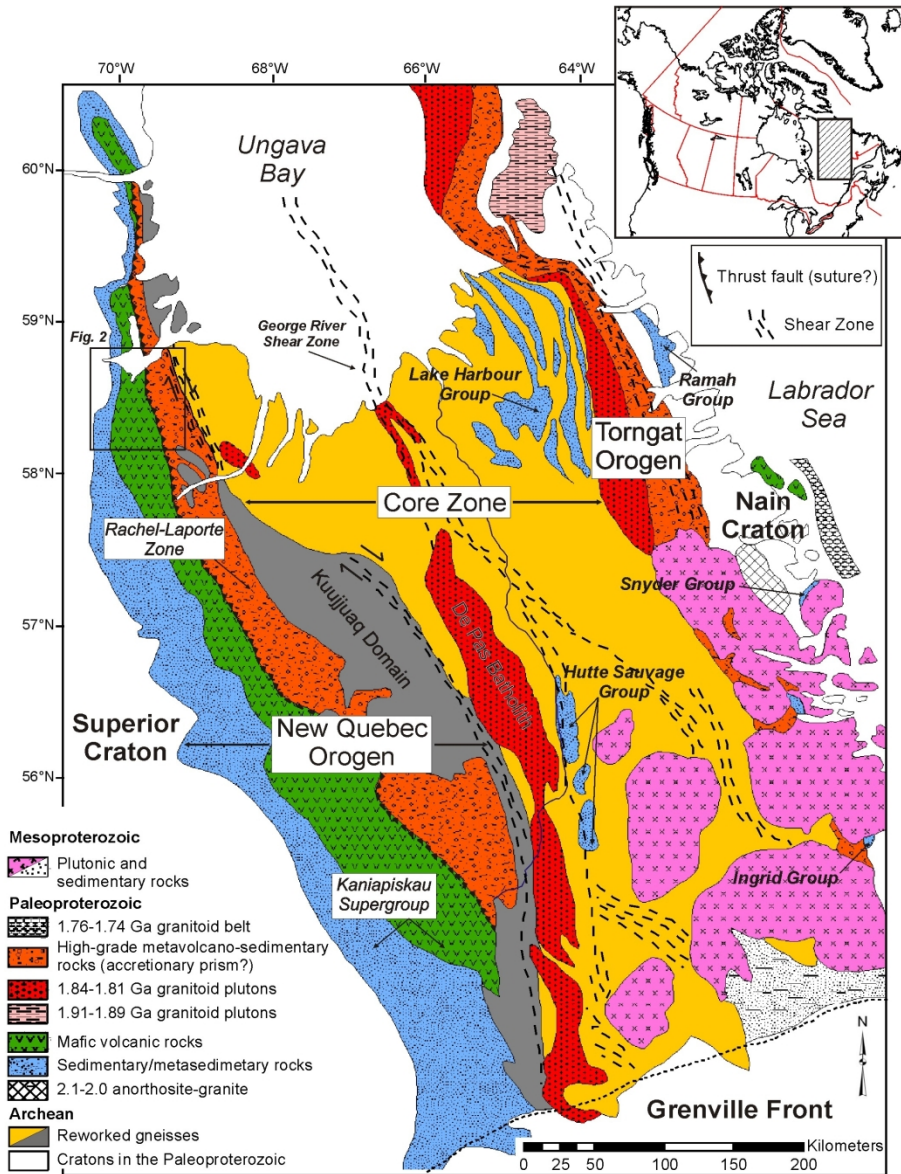 70°W
68°W
66°W
64°W
60°N
59°N
58°N
57°N
56°N
Ungava
Bay
Thrust fault (suture?)
Shear Zone
Fig. 2
George River
Shear Zone
Lake Harbour
Group
Ramah
Group
Labrador
Sea
Torngat
Orogen
Core Zone
Nain
Craton
Rachel-Laporte
Zone
Snyder Group
Kuujjuaq Domain
De Pas Batholith
Hutte Sauvage
Group
Superior
Craton
New Quebec
Orogen
Kaniapiskau
Supergroup
Ingrid Group
Mesoproterozoic
Plutonic and
sedimentary rocks
Paleoproterozoic
1.76-1.74 Ga granitoid belt
High-grade metavolcano-sedimentary
rocks (accretionary prism?)
1.84-1.81 Ga granitoid plutons
1.91-1.89 Ga granitoid plutons
Mafic volcanic rocks
Sedimentary/metasedimetary rocks
2.1-2.0 anorthosite-granite
Archean
Reworked gneisses
Cratons in the Paleoproterozoic
N
Grenville Front
Kilometers
0 25 50 100 150 200